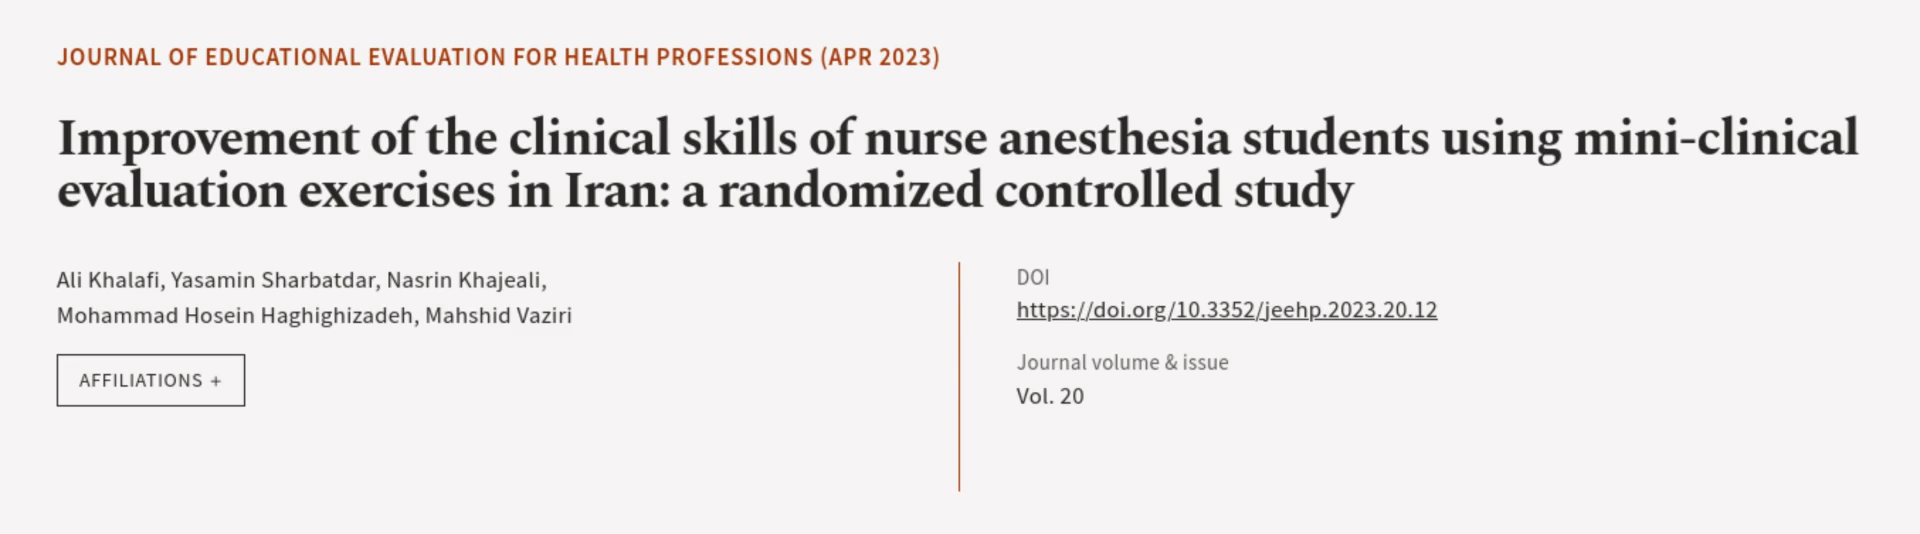 JOURNAL OF EDUCATIONAL EVALUATION FOR HEALTH PROFESSIONS (APR 2023)
Improvement of the clinical skills of nurse anesthesia students using mini-clinical
evaluation exercises in Iran: a randomized controlled study
Ali Khalafi, Yasamin Sharbatdar, Nasrin Khajeali,
Mohammad Hosein Haghighizadeh, Mahshid Vaziri
AFFILIATIONS +
DOI
https://doi.org/10.3352/jeehp.2023.20.12
Journal volume & issue
Vol. 20